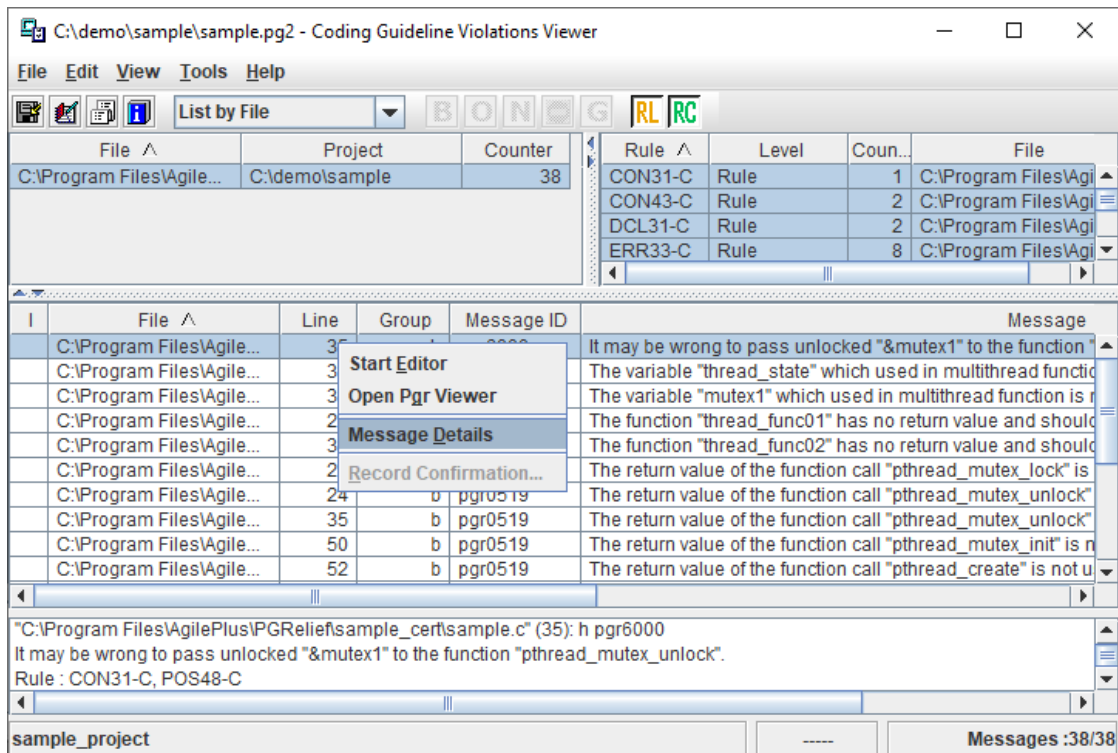 C:\demo\sample\sample.pg2 - Coding Guideline Violations Viewer
File Edit View Tools Help
List by File B O N G RL RC
File Project Counter
C:\Program Files\Agile... C:\demo\sample 38
Rule Level Coun... File
CON31-C Rule 1 C:\Program Files\Agi
CON43-C Rule 2 C:\Program Files\Agi
DCL31-C Rule 2 C:\Program Files\Agi
ERR33-C Rule 8 C:\Program Files\Agi
I File Line Group Message ID Message
C:\Program Files\Agile... 35 It may be wrong to pass unlocked "&mutex1" to the function "
C:\Program Files\Agile... 3 The variable "thread_state" which used in multithread functio
C:\Program Files\Agile... 3 The variable "mutex1" which used in multithread function is r
C:\Program Files\Agile... 2 The function "thread_func01" has no return value and should
C:\Program Files\Agile... 3 The function "thread_func02" has no return value and should
C:\Program Files\Agile... 2 The return value of the function call "pthread_mutex_lock" is
C:\Program Files\Agile... 24 b pgr0519 The return value of the function call "pthread_mutex_unlock"
C:\Program Files\Agile... 35 b pgr0519 The return value of the function call "pthread_mutex_unlock"
C:\Program Files\Agile... 50 b pgr0519 The return value of the function call "pthread_mutex_init" is n
C:\Program Files\Agile... 52 b pgr0519 The return value of the function call "pthread_create" is not u
Start Editor
Open Pgr Viewer
Message Details
Record Confirmation...
"C:\Program Files\AgilePlus\PGRelief\sample_cert\sample.c" (35): h pgr6000
It may be wrong to pass unlocked "&mutex1" to the function "pthread_mutex_unlock".
Rule : CON31-C, POS48-C
sample_project ----- Messages :38/38